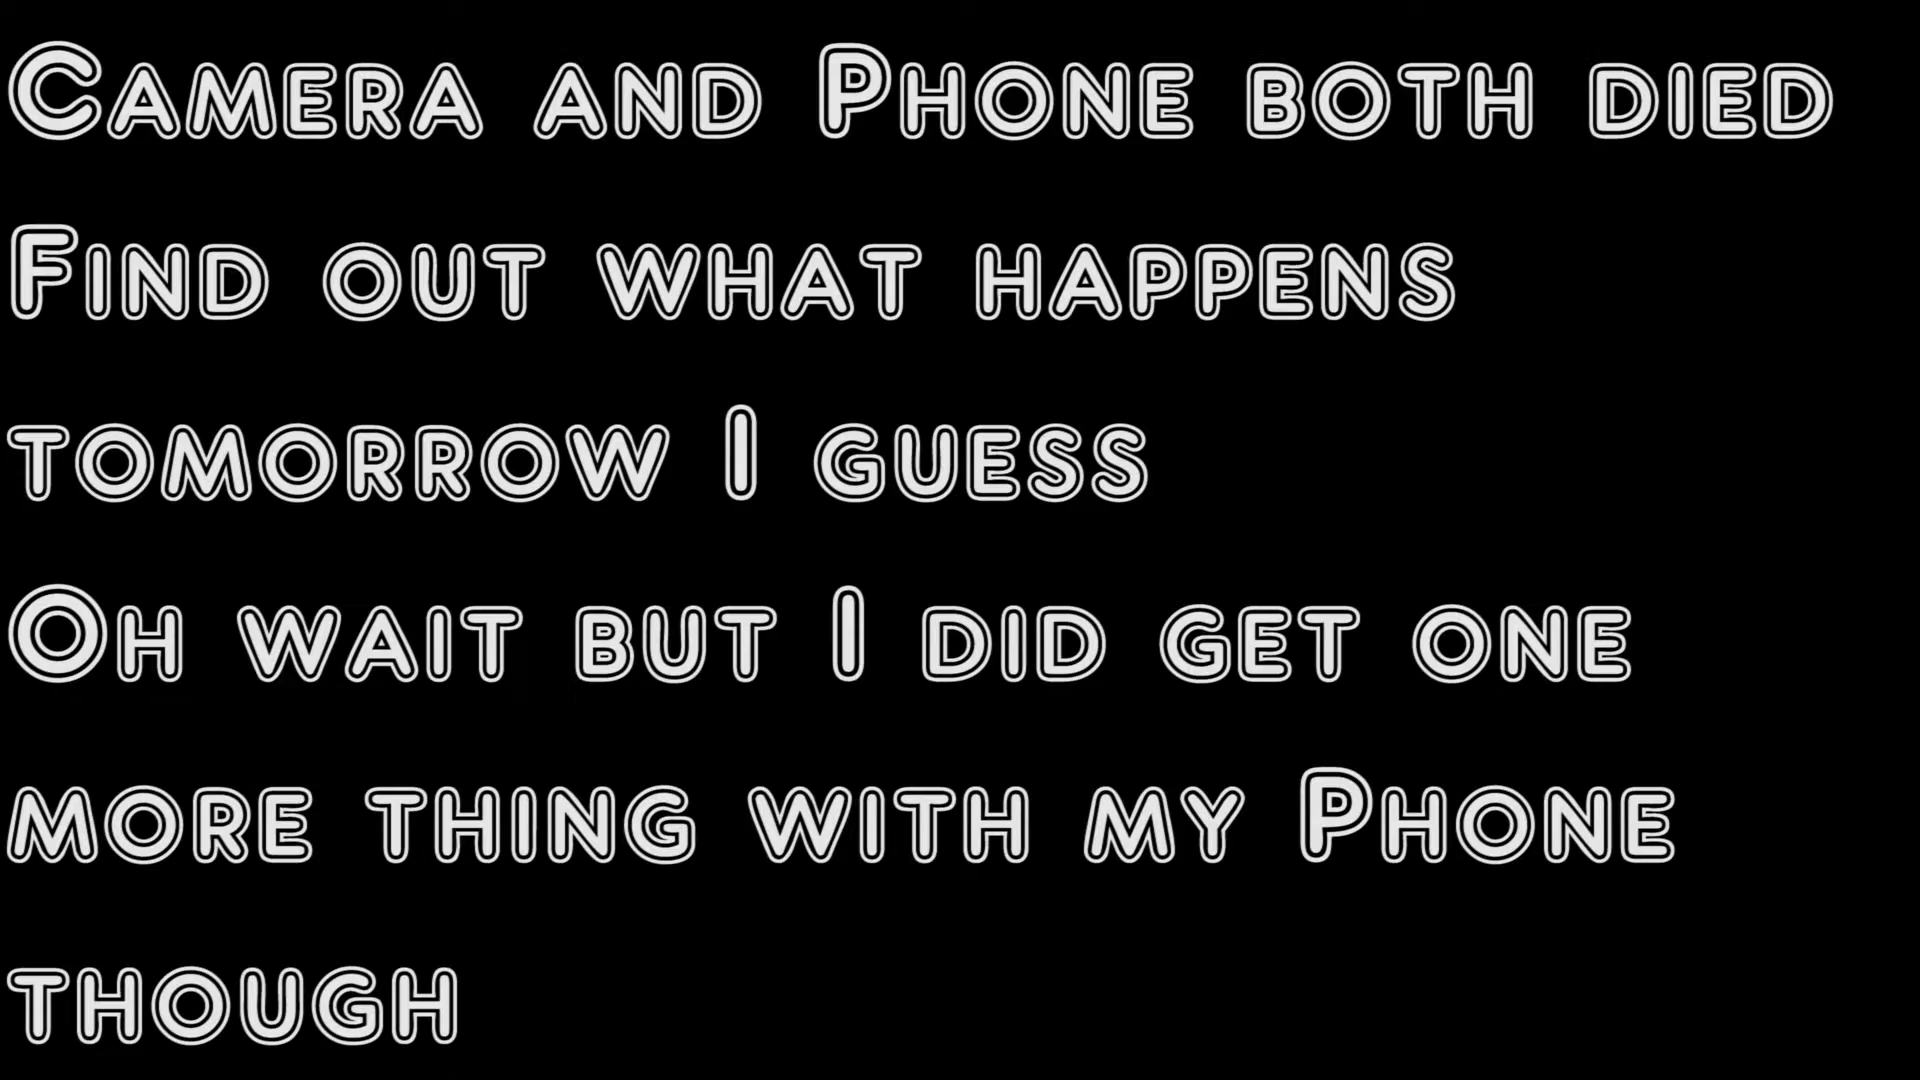 Camera and Phone both died
Find out what happens
tomorrow I guess
Oh wait but I did get one
more thing with my Phone
though